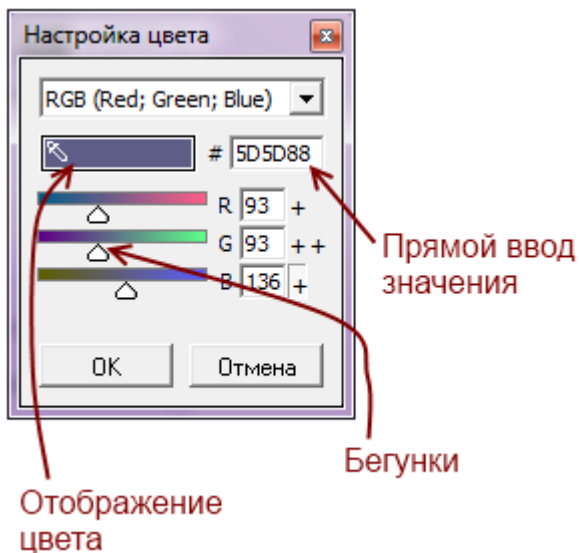 Настройка цвета
RGB (Red; Green; Blue)
# 5D5D88
R 93 +
G 93 ++
B 136 +
Прямой ввод
значения
OK Отмена
Бегунки
Отображение
цвета